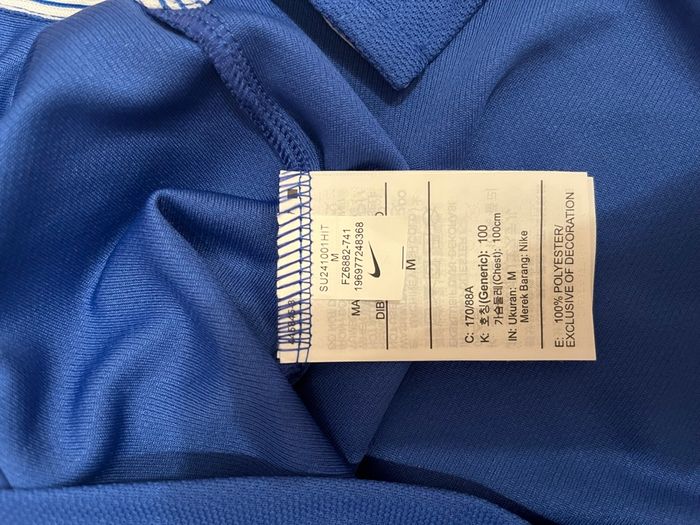 SU241001HIT
M
FZ6882-741
196977248368
MA
DIB
M
C: 170/88A
K: 호칭(Generic): 100
가슴둘레(Chest): 100cm
IN: Ukuran: M
Merek Barang: Nike
E: 100% POLYESTER/
EXCLUSIVE OF DECORATION